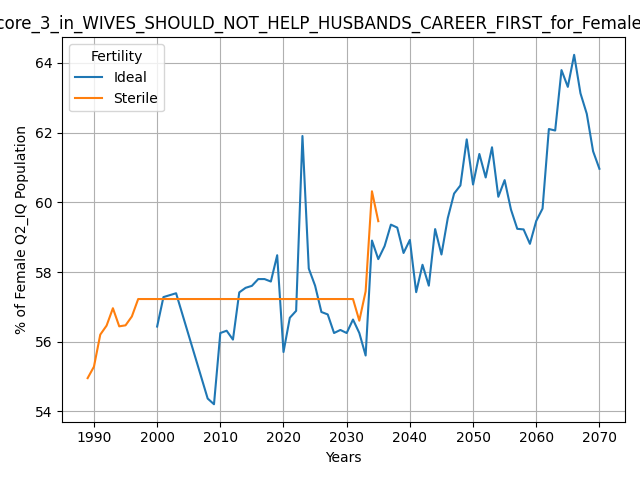 core_3_in_WIVES_SHOULD_NOT_HELP_HUSBANDS_CAREER_FIRST_for_Female
Fertility
Ideal
Sterile
% of Female Q2_IQ Population
64
62
60
58
56
54
1990 2000 2010 2020 2030 2040 2050 2060 2070
Years